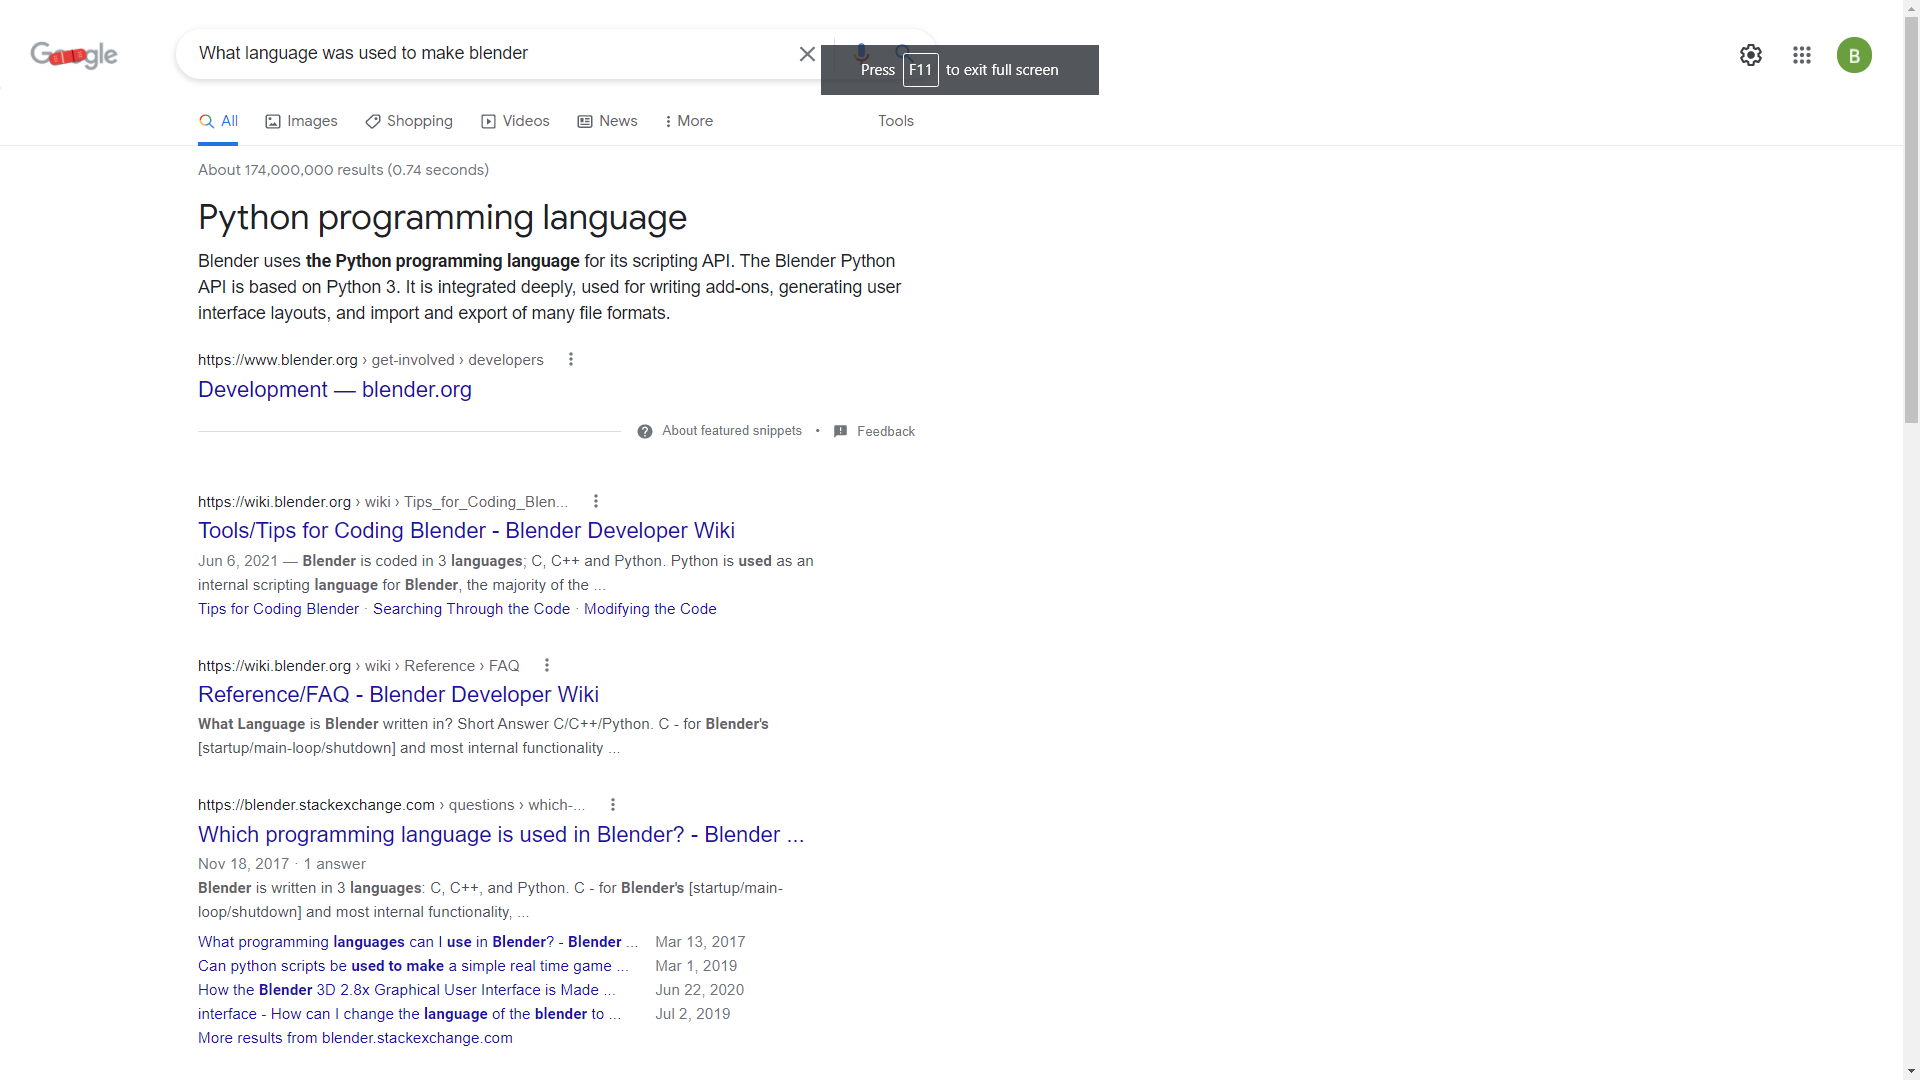 Google
What language was used to make blender
Press F11 to exit full screen
B
All
Images
Shopping
Videos
News
More
Tools
About 174,000,000 results (0.74 seconds)
Python programming language
Blender uses the Python programming language for its scripting API. The Blender Python
API is based on Python 3. It is integrated deeply, used for writing add-ons, generating user
interface layouts, and import and export of many file formats.
https://www.blender.org › get-involved › developers
Development — blender.org
About featured snippets • Feedback
https://wiki.blender.org › wiki › Tips_for_Coding_Blen...
Tools/Tips for Coding Blender - Blender Developer Wiki
Jun 6, 2021 — Blender is coded in 3 languages; C, C++ and Python. Python is used as an
internal scripting language for Blender, the majority of the ...
Tips for Coding Blender · Searching Through the Code · Modifying the Code
https://wiki.blender.org › wiki › Reference › FAQ
Reference/FAQ - Blender Developer Wiki
What Language is Blender written in? Short Answer C/C++/Python. C - for Blender's
[startup/main-loop/shutdown] and most internal functionality ...
https://blender.stackexchange.com › questions › which-...
Which programming language is used in Blender? - Blender ...
Nov 18, 2017 · 1 answer
Blender is written in 3 languages: C, C++, and Python. C - for Blender's [startup/main-
loop/shutdown] and most internal functionality, ...
What programming languages can I use in Blender? - Blender ... Mar 13, 2017
Can python scripts be used to make a simple real time game ... Mar 1, 2019
How the Blender 3D 2.8x Graphical User Interface is Made ... Jun 22, 2020
interface - How can I change the language of the blender to ... Jul 2, 2019
More results from blender.stackexchange.com